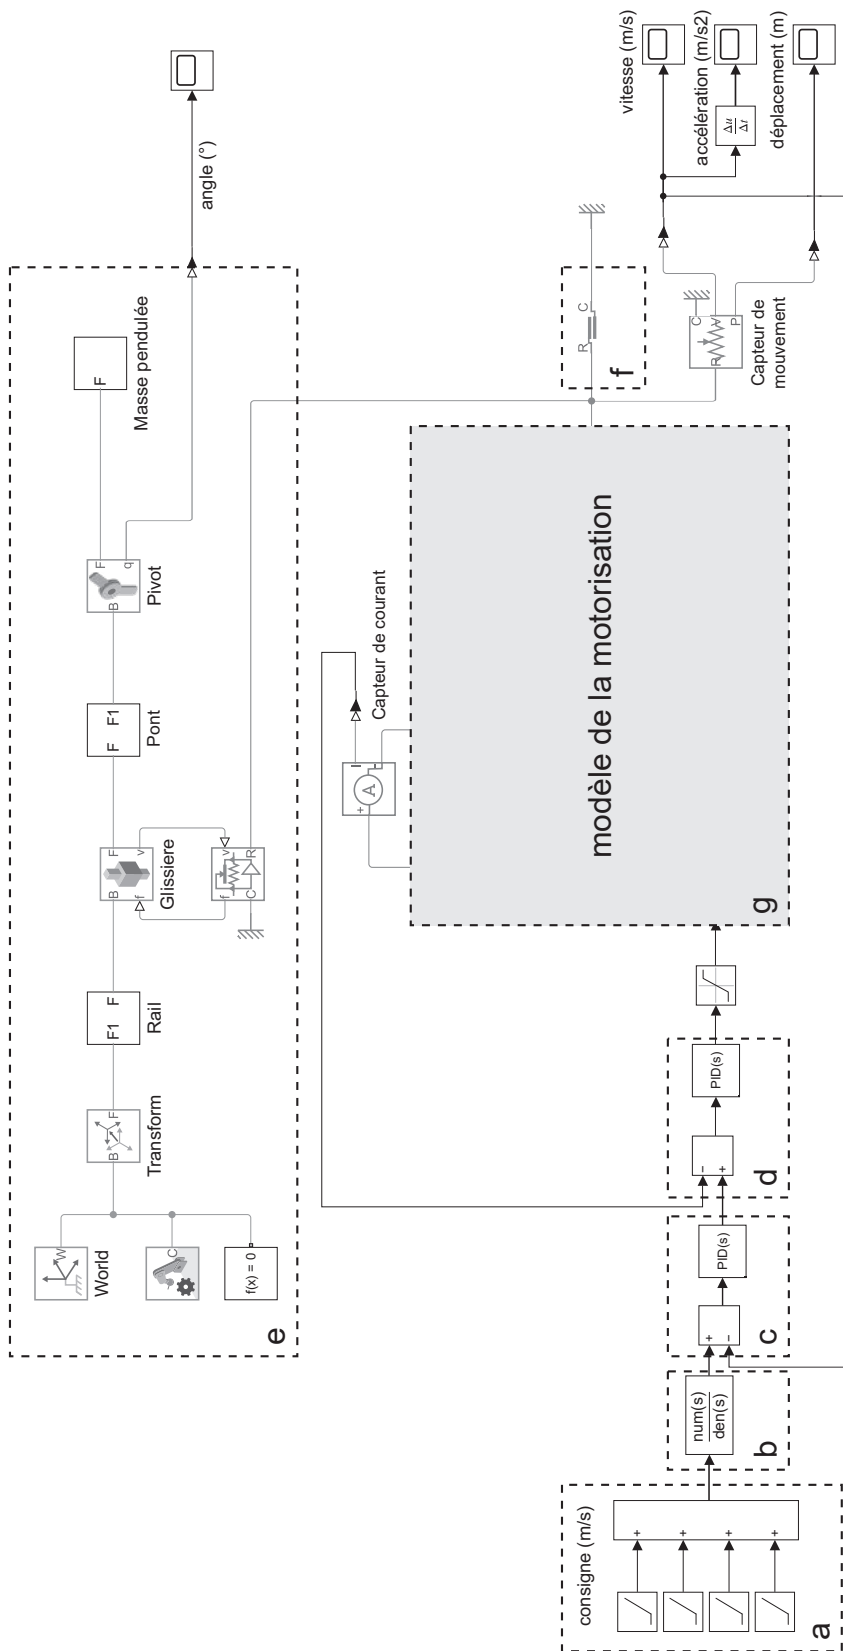 World
W
C
f(x) = 0
e
B
F
Transform
F1
F
Rail
B
F
f
v
Glissiere
f
v
C
R
F
F1
Pont
B
F
q
Pivot
F
Masse pendulée
angle (°)
consigne (m/s)
+
+
+
+
a
num(s)
den(s)
b
+
−
PID(s)
c
−
+
PID(s)
d
+
A
I
-
Capteur de courant
modèle de la motorisation
g
R
C
f
R
C
V
P
Capteur de
mouvement
vitesse (m/s)
Δu
Δt
accélération (m/s2)
déplacement (m)